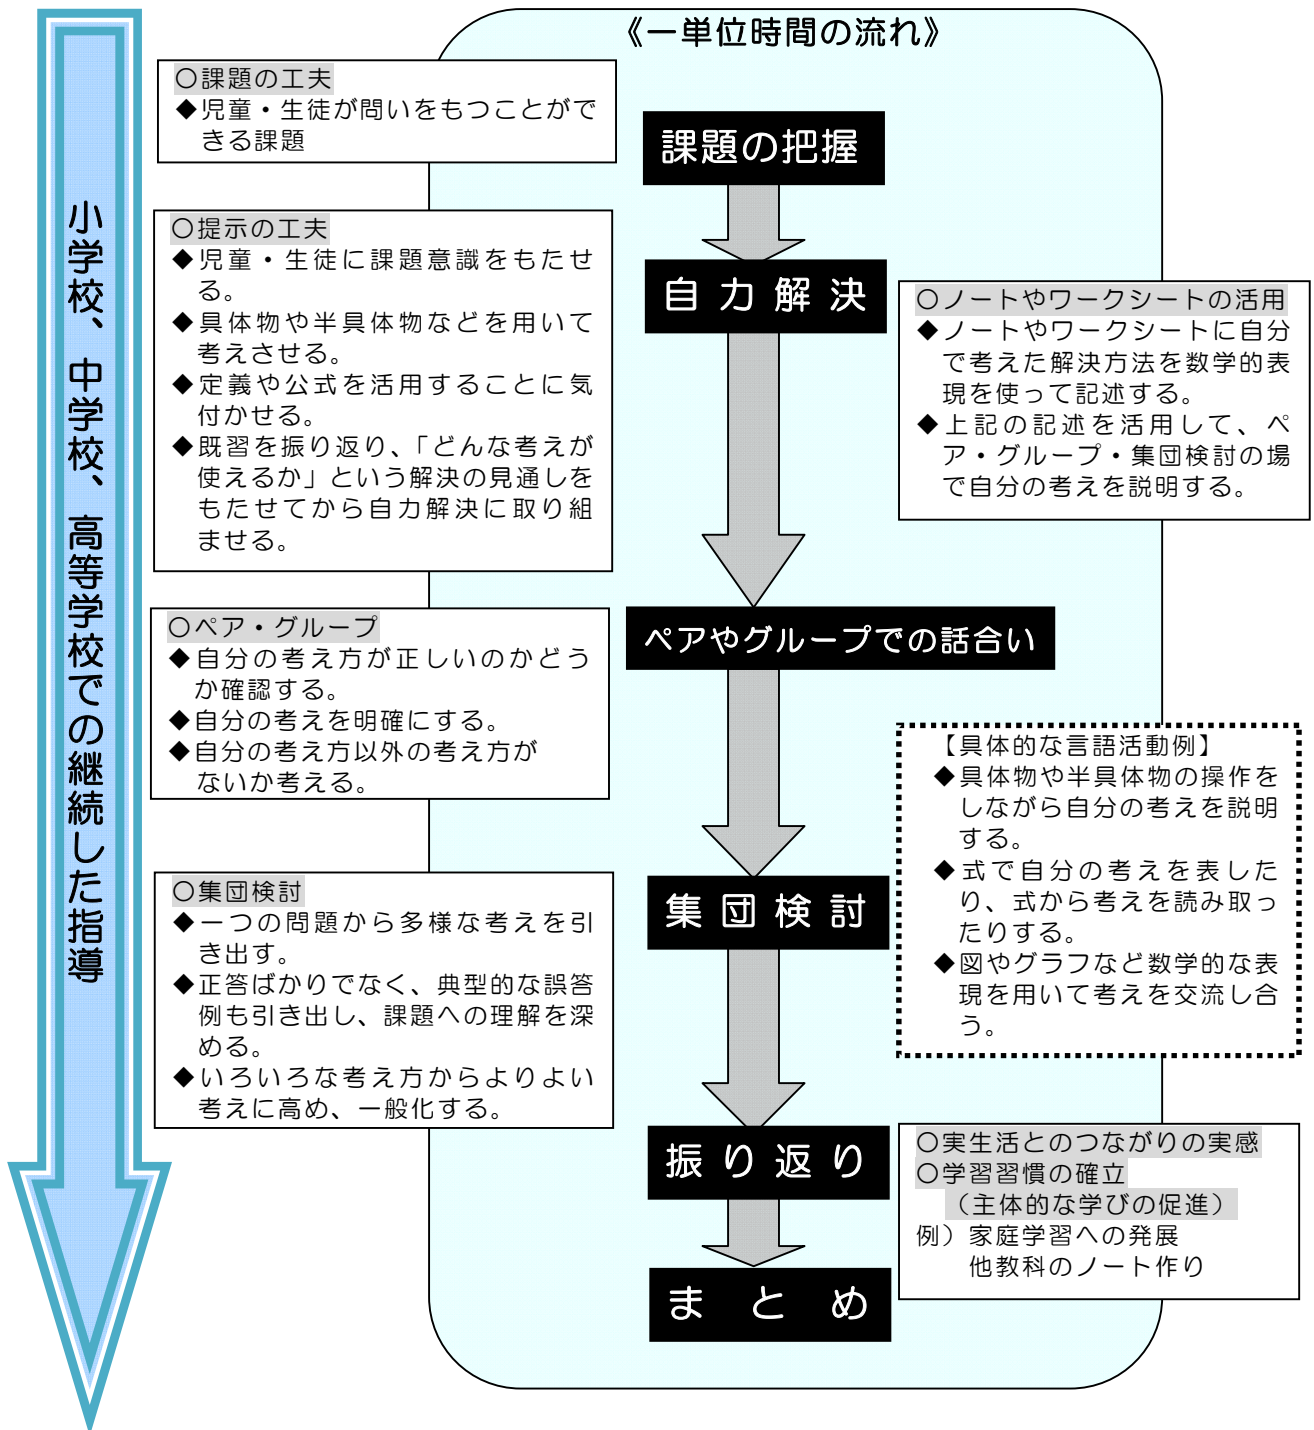 《一単位時間の流れ》
小学校、中学校、高等学校での継続した指導
○課題の工夫
◆児童・生徒が問いをもつことがで
きる課題
課題の把握
○提示の工夫
◆児童・生徒に課題意識をもたせ
る。
◆具体物や半具体物などを用いて
考えさせる。
◆定義や公式を活用することに気
付かせる。
◆既習を振り返り、「どんな考えが
使えるか」という解決の見通しを
もたせてから自力解決に取り組
ませる。
自力解決
○ノートやワークシートの活用
◆ノートやワークシートに自分
で考えた解決方法を数学的表
現を使って記述する。
◆上記の記述を活用して、ペ
ア・グループ・集団検討の場
で自分の考えを説明する。
○ペア・グループ
◆自分の考え方が正しいのかどう
か確認する。
◆自分の考えを明確にする。
◆自分の考え方以外の考え方が
ないか考える。
ペアやグループでの話合い
【具体的な言語活動例】
◆具体物や半具体物の操作を
しながら自分の考えを説明
する。
◆式で自分の考えを表した
り、式から考えを読み取っ
たりする。
◆図やグラフなど数学的な表
現を用いて考えを交流し合
う。
○集団検討
◆一つの問題から多様な考えを引
き出す。
◆正答ばかりでなく、典型的な誤答
例も引き出し、課題への理解を深
める。
◆いろいろな考え方からよりよい
考えに高め、一般化する。
集団検討
振り返り
○実生活とのつながりの実感
○学習習慣の確立
（主体的な学びの促進）
例）家庭学習への発展
他教科のノート作り
まとめ